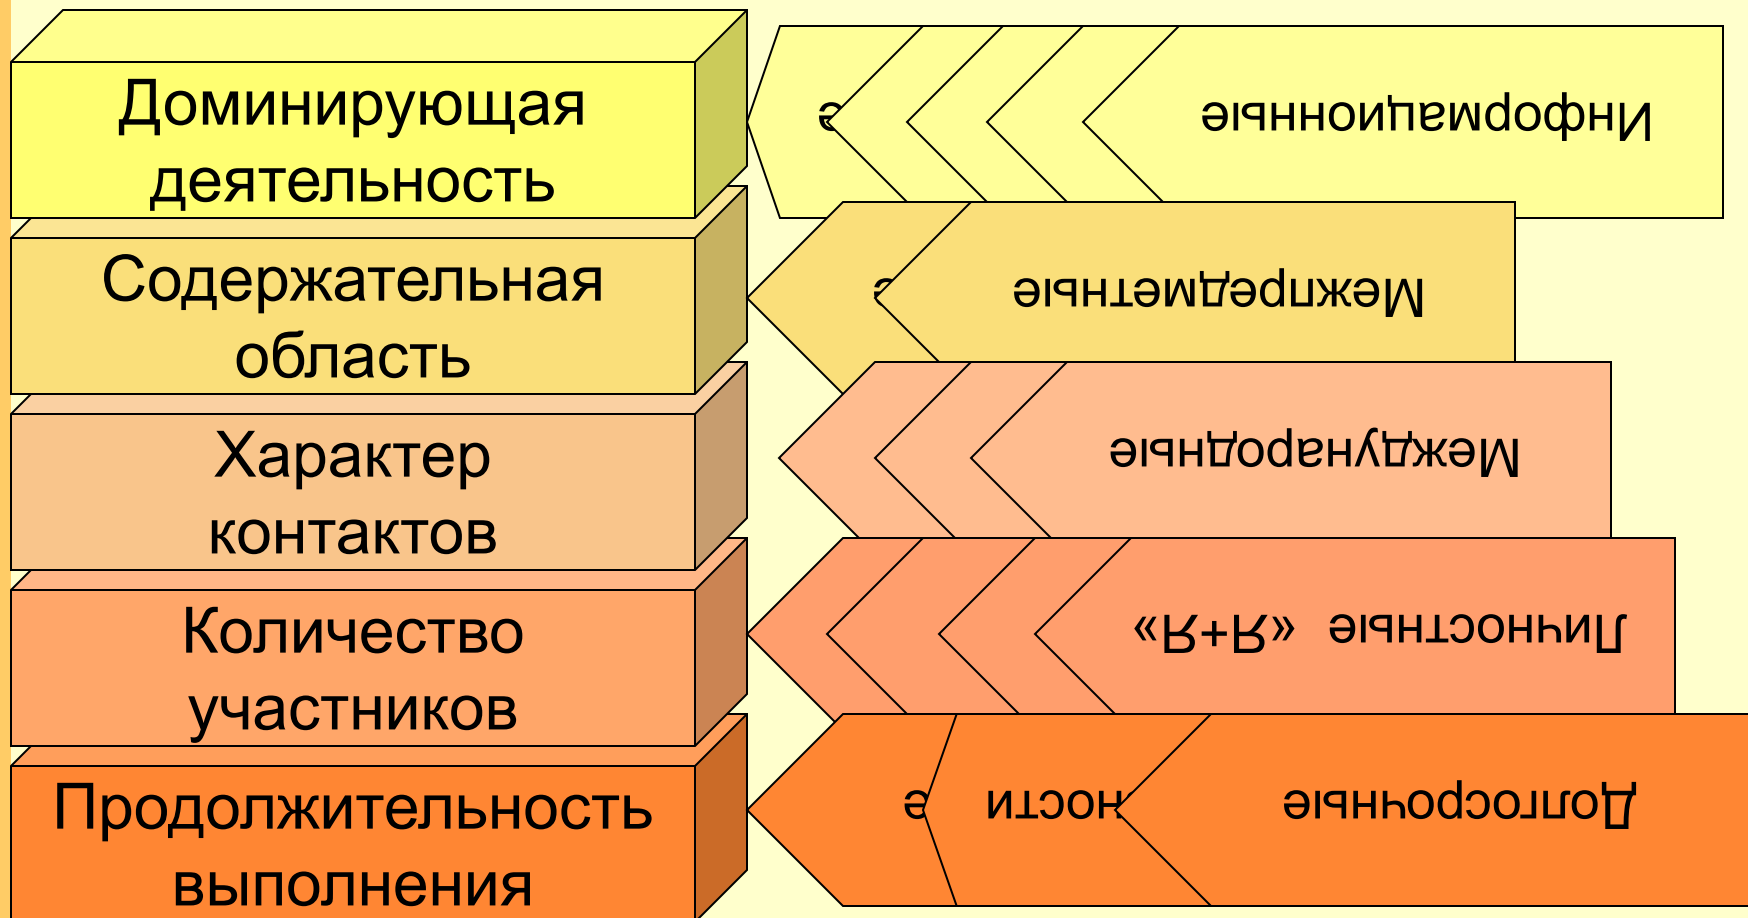 Доминирующая
деятельность
Информационные
Содержательная
область
Межпредметные
Характер
контактов
Международные
Количество
участников
Личностные «Я+Я»
Продолжительность
выполнения
Долгосрочные